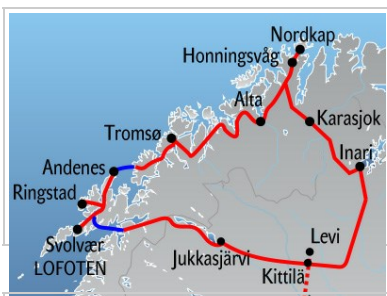 Nordkap
Honningsvåg
Alta
Karasjok
Tromsø
Inari
Andenes
Ringstad
Svolvær
LOFOTEN
Jukkasjärvi
Levi
Kittilä